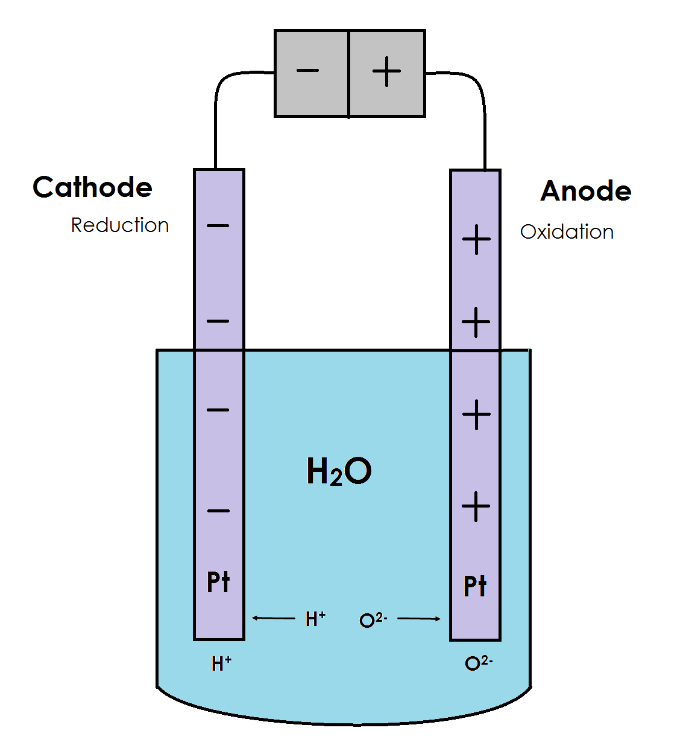 − +
Cathode
Reduction
Anode
Oxidation
− +
− +
− +
− +
H₂O
Pt
Pt
H⁺ O²⁻
H⁺
O²⁻